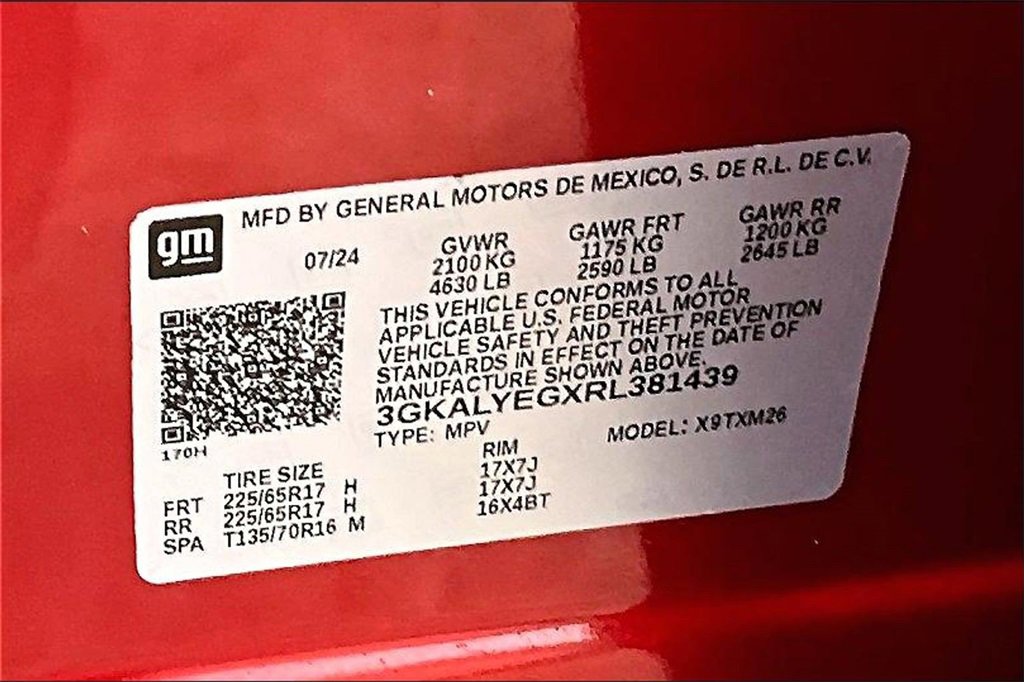 gm
MFD BY GENERAL MOTORS DE MEXICO, S. DE R.L. DE C.V.
07/24
GVWR GAWR FRT GAWR RR
2100 KG 1175 KG 1200 KG
4630 LB 2590 LB 2645 LB
THIS VEHICLE CONFORMS TO ALL
APPLICABLE U.S. FEDERAL MOTOR
VEHICLE SAFETY AND THEFT PREVENTION
STANDARDS IN EFFECT ON THE DATE OF
MANUFACTURE SHOWN ABOVE.
3GKALYEGXRL381439
TYPE: MPV MODEL: X9TXM26
170H
TIRE SIZE RIM
FRT 225/65R17 H 17X7J
RR 225/65R17 H 17X7J
SPA T135/70R16 M 16X4BT